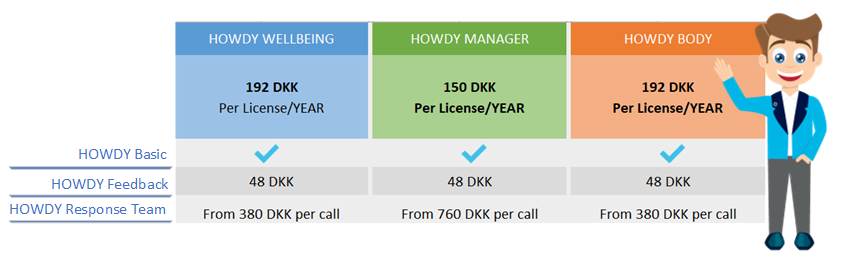 HOWDY WELLBEING HOWDY MANAGER HOWDY BODY
192 DKK 150 DKK 192 DKK
Per License/YEAR Per License/YEAR Per License/YEAR
HOWDY Basic
HOWDY Feedback 48 DKK 48 DKK 48 DKK
HOWDY Response Team From 380 DKK per call From 760 DKK per call From 380 DKK per call